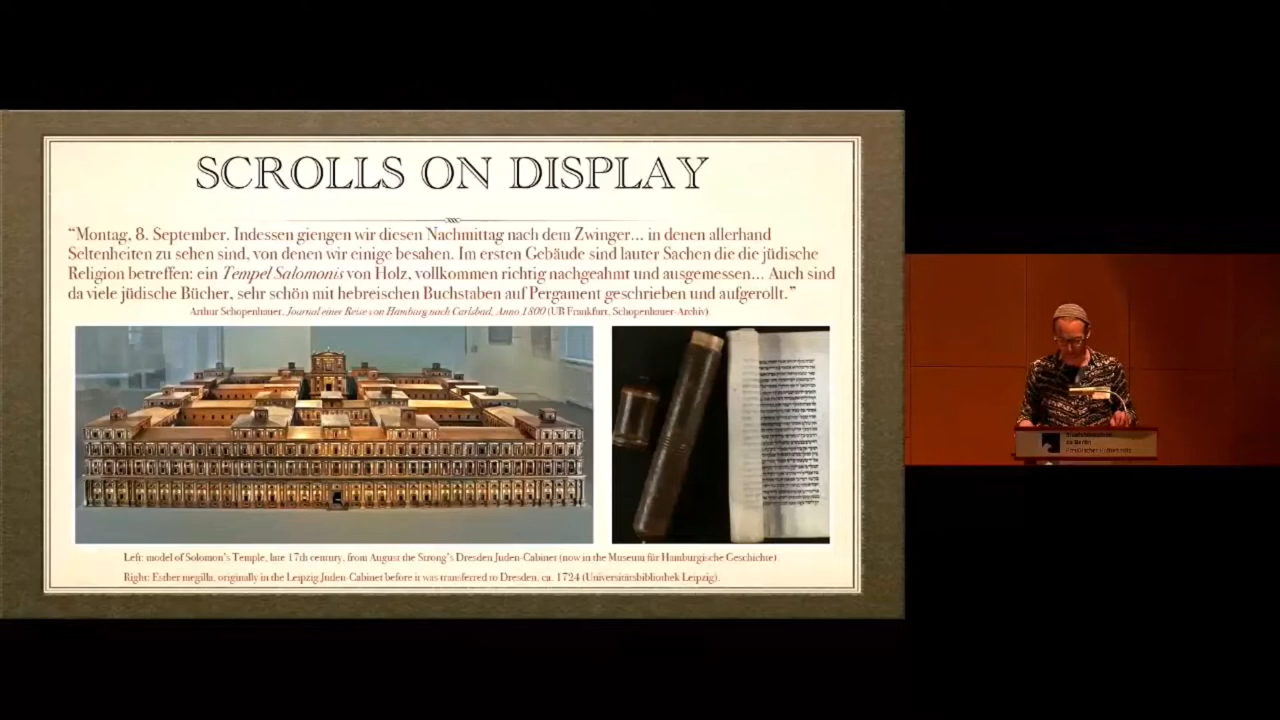 SCROLLS ON DISPLAY
“Montag, 8. September. Indessen giengen wir diesen Nachmittag nach dem Zwinger... in denen allerhand
Seltenheiten zu sehen sind, von denen wir einige besahen. Im ersten Gebäude sind lauter Sachen die die jüdische
Religion betreffen: ein Tempel Salomonis von Holz, vollkommen richtig nachgeahmt und ausgemessen... Auch sind
da viele jüdische Bücher, sehr schön mit hebreischen Buchstaben auf Pergament geschrieben und aufgerollt.”
Arthur Schopenhauer, Journal einer Reise von Hamburg nach Carlsbad, Anno 1800 (UB Frankfurt, Schopenhauer-Archiv).
Left: model of Solomon's Temple, late 17th century, from August the Strong's Dresden Juden-Cabinet (now in the Museum für Hamburgische Geschichte).
Right: Esther megilla, originally in the Leipzig Juden-Cabinet before it was transferred to Dresden, ca. 1724 (Universitätsbibliothek Leipzig).